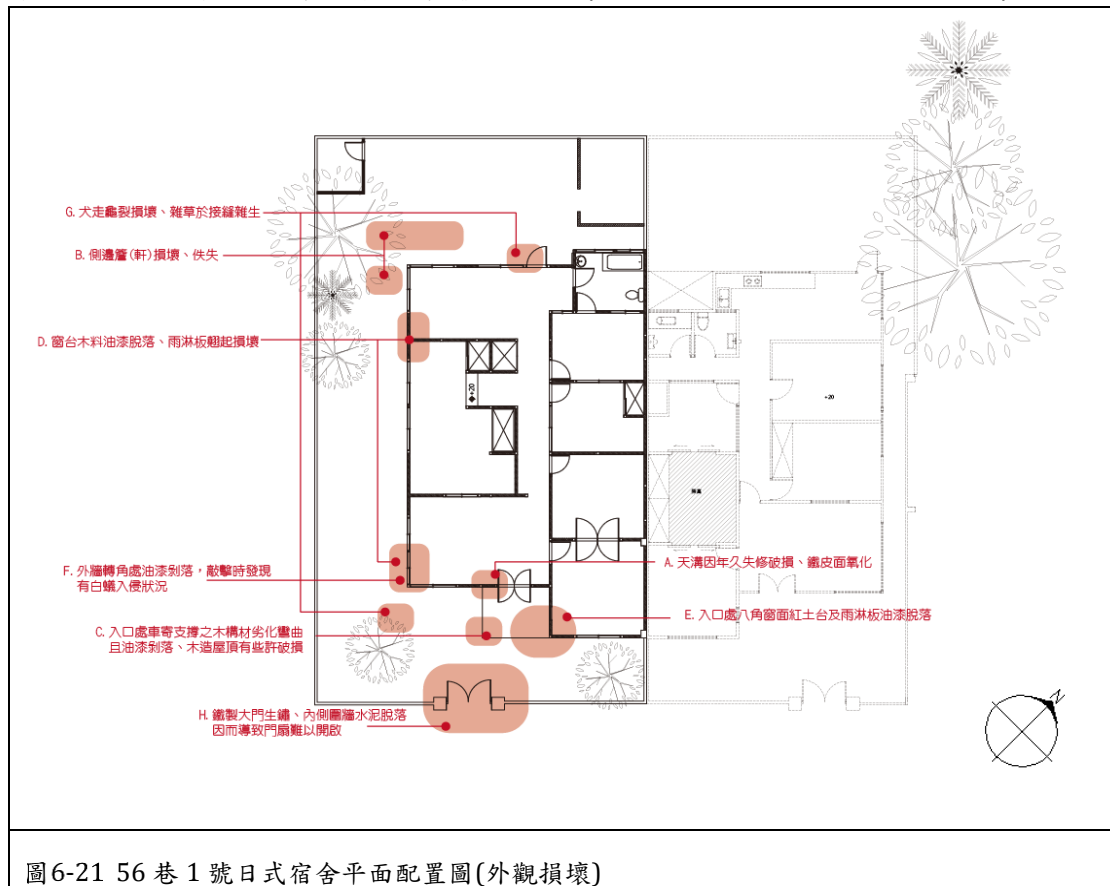 G. 犬走龜裂損壞、雜草於接縫雜生
B. 側邊簷(軒)損壞、佚失
D. 窗台木料油漆脫落、雨淋板翹起損壞
+20
+20
F. 外牆轉角處油漆剝落，敲擊時發現
有白蟻入侵狀況
A. 天溝因年久失修破損、鐵皮面氧化
E. 入口處八角窗面紅土台及雨淋板油漆脫落
C. 入口處車寄支撐之木構材劣化彎曲
且油漆剝落、木造屋頂有些許破損
H. 鐵製大門生鏽、內側圍牆水泥脫落
因而導致門扇難以開啟
N
圖6-21 56 巷 1 號日式宿舍平面配置圖(外觀損壞)